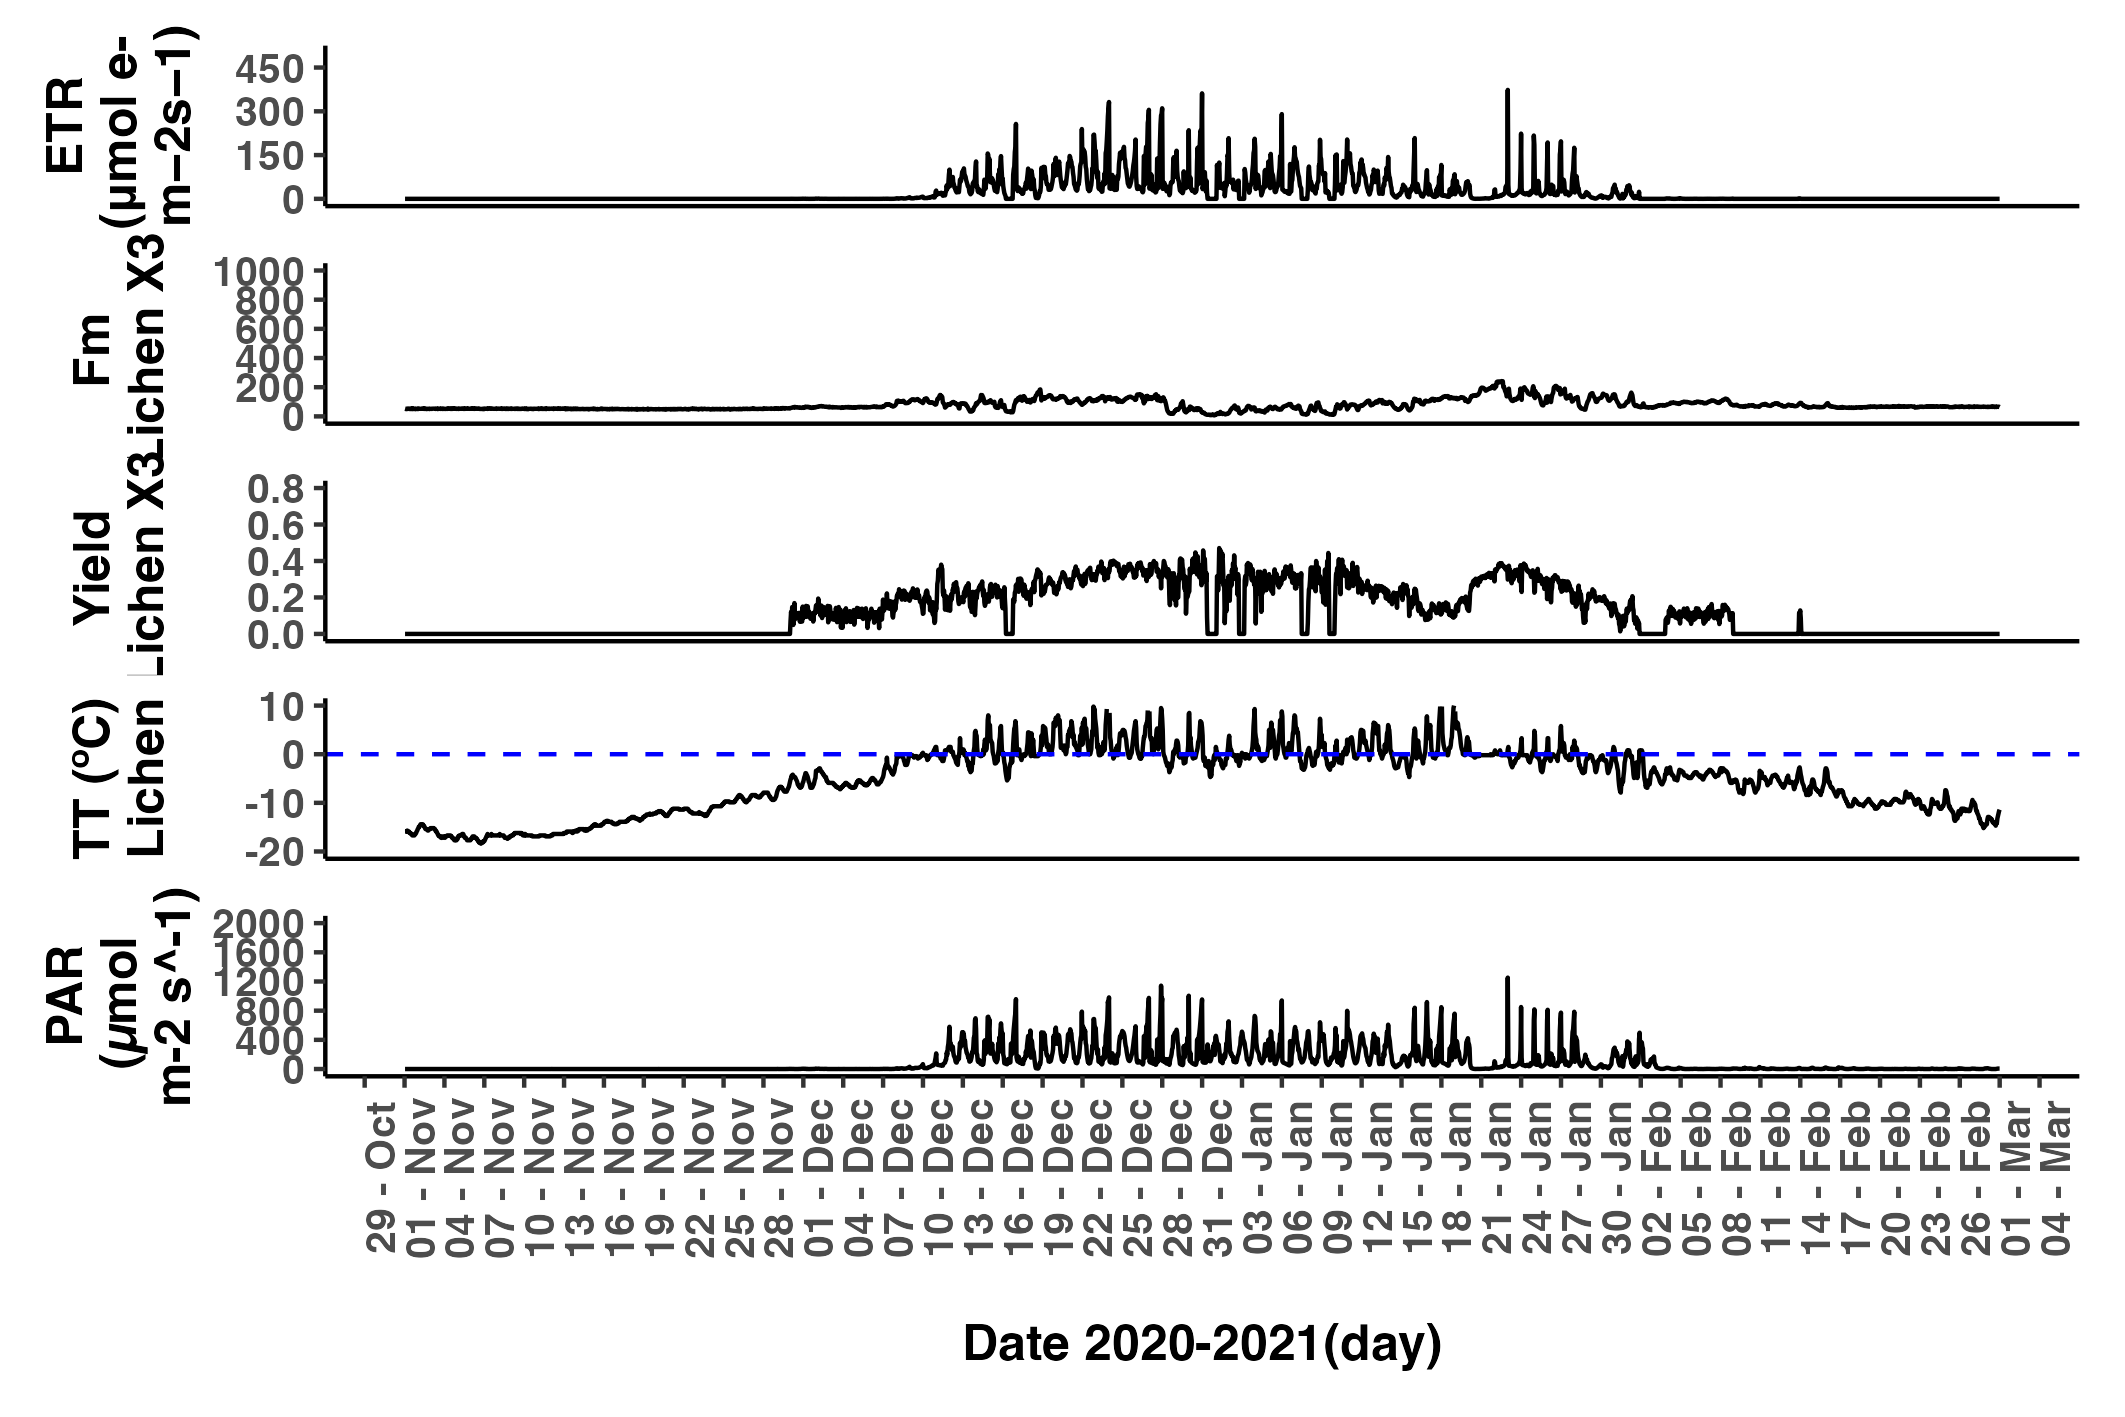 ETR
(µmol e-
m−2s−1)
450
300
150
0
Fm
Lichen X3
1000
800
600
400
200
0
Yield
Lichen X3
0.8
0.6
0.4
0.2
0.0
TT (ºC)
Lichen
10
0
-10
-20
PAR
(µmol
m-2 s^-1)
2000
1600
1200
800
400
0
29 - Oct
01 - Nov
04 - Nov
07 - Nov
10 - Nov
13 - Nov
16 - Nov
19 - Nov
22 - Nov
25 - Nov
28 - Nov
01 - Dec
04 - Dec
07 - Dec
10 - Dec
13 - Dec
16 - Dec
19 - Dec
22 - Dec
25 - Dec
28 - Dec
31 - Dec
03 - Jan
06 - Jan
09 - Jan
12 - Jan
15 - Jan
18 - Jan
21 - Jan
24 - Jan
27 - Jan
30 - Jan
02 - Feb
05 - Feb
08 - Feb
11 - Feb
14 - Feb
17 - Feb
20 - Feb
23 - Feb
26 - Feb
01 - Mar
04 - Mar
Date 2020-2021(day)